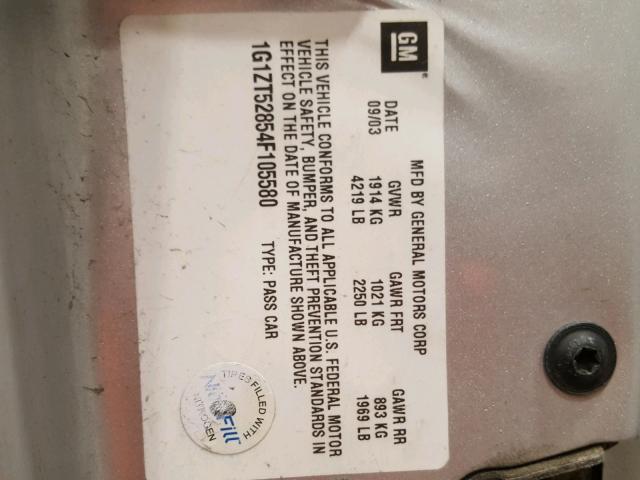 GM
MFD BY GENERAL MOTORS CORP
DATE GVWR GAWR FRT GAWR RR
09/03 1914 KG 1021 KG 893 KG
4219 LB 2250 LB 1969 LB
THIS VEHICLE CONFORMS TO ALL APPLICABLE U.S. FEDERAL MOTOR
VEHICLE SAFETY, BUMPER, AND THEFT PREVENTION STANDARDS IN
EFFECT ON THE DATE OF MANUFACTURE SHOWN ABOVE.
1G1ZT52854F105580 TYPE: PASS CAR
TIRES FILLED WITH
NitroFill
NITROGEN